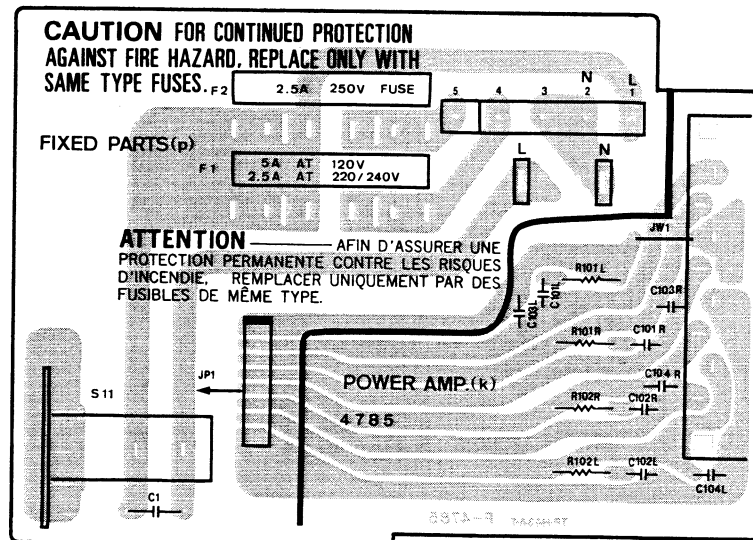 CAUTION FOR CONTINUED PROTECTION
AGAINST FIRE HAZARD, REPLACE ONLY WITH
SAME TYPE FUSES.
F2 2.5A 250V FUSE
5 4 3 N 2 L 1
FIXED PARTS(p)
F1 5A AT 120V
2.5A AT 220/240V
L N
ATTENTION AFIN D'ASSURER UNE
PROTECTION PERMANENTE CONTRE LES RISQUES
D'INCENDIE, REMPLACER UNIQUEMENT PAR DES
FUSIBLES DE MÊME TYPE.
JW1
R101L
C101L
C103L
C103R
R101R
C101R
JP1
POWER AMP.(k)
C104R
S11
R102R
C102R
4785
R102L
C102L
C104L
C1
P-4785